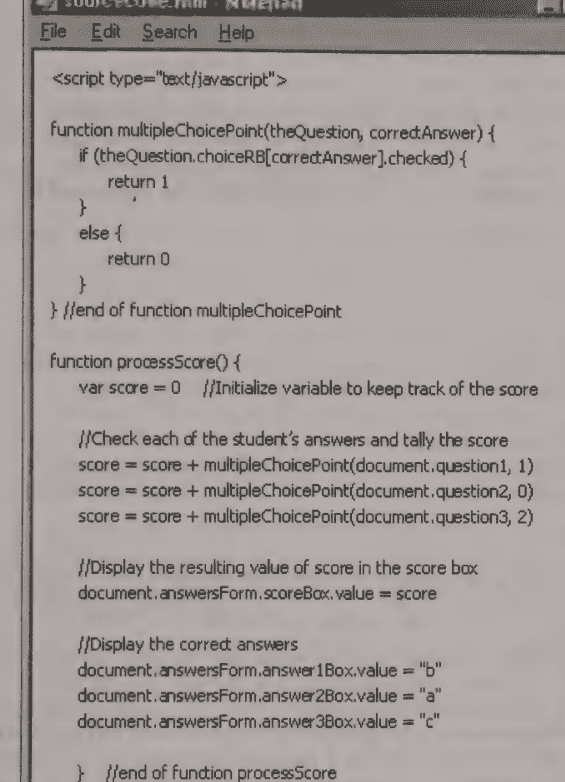 sourceCode.html - Notepad
File Edit Search Help
<script type="text/javascript">
function multipleChoicePoint(theQuestion, correctAnswer) {
if (theQuestion.choiceRB[correctAnswer].checked) {
return 1
}
else {
return 0
}
} //end of function multipleChoicePoint
function processScore() {
var score = 0 //Initialize variable to keep track of the score
//Check each of the student's answers and tally the score
score = score + multipleChoicePoint(document.question1, 1)
score = score + multipleChoicePoint(document.question2, 0)
score = score + multipleChoicePoint(document.question3, 2)
//Display the resulting value of score in the score box
document.answersForm.scoreBox.value = score
//Display the correct answers
document.answersForm.answer1Box.value = "b"
document.answersForm.answer2Box.value = "a"
document.answersForm.answer3Box.value = "c"
} //end of function processScore